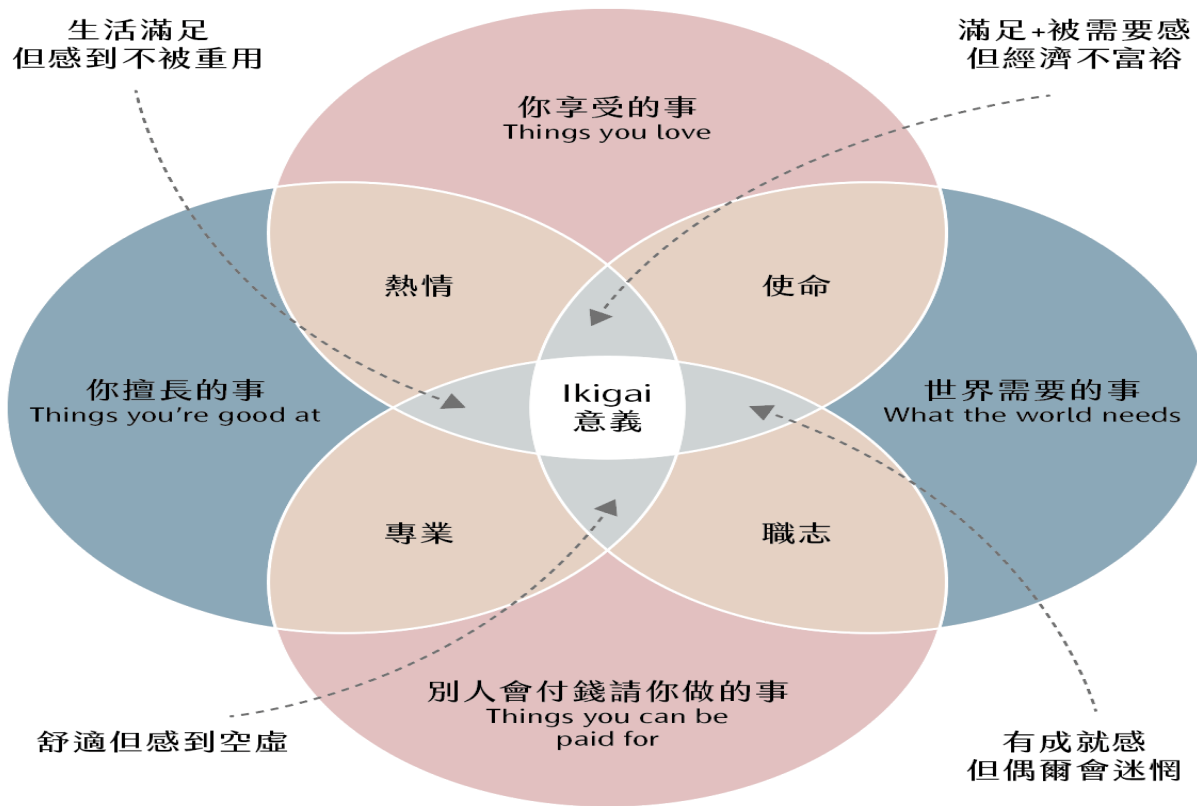 生活滿足
但感到不被重用
滿足+被需要感
但經濟不富裕
你享受的事
Things you love
熱情
使命
你擅長的事
Things you're good at
Ikigai
意義
世界需要的事
What the world needs
專業
職志
別人會付錢請你做的事
Things you can be
paid for
舒適但感到空虛
有成就感
但偶爾會迷惘